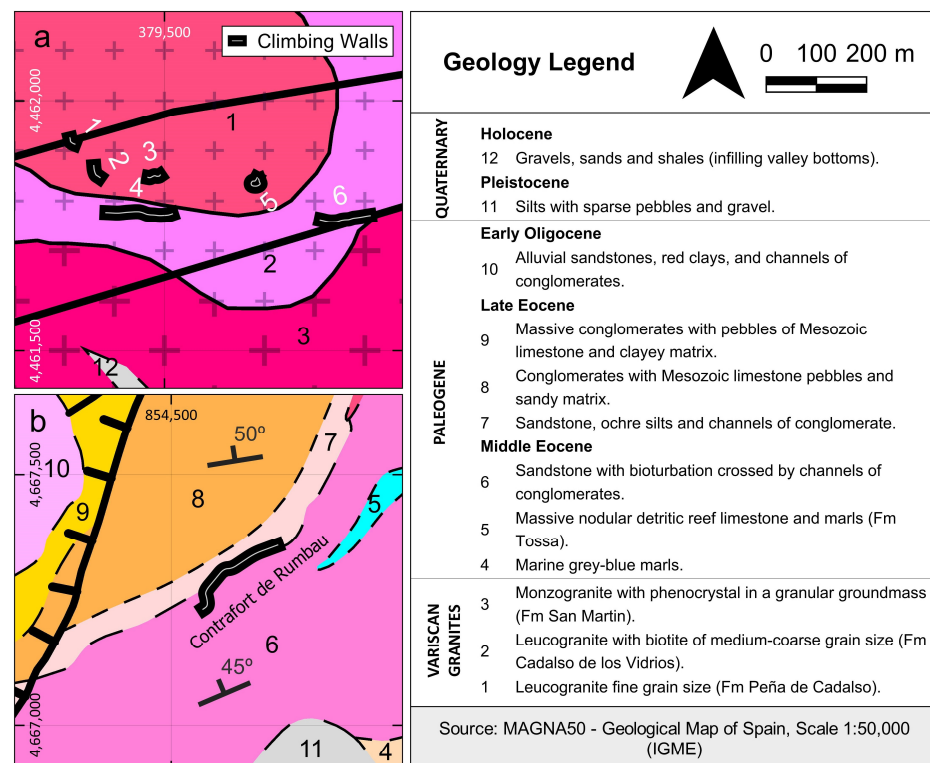 a
379,500
Climbing Walls
4,462,000
1
1
2
3
4
5
6
2
3
4,461,500
12
b
854,500
50º
7
10
4,667,500
8
5
9
Contrafort de Rumbau
6
45º
4,667,000
11
4
Geology Legend
0 100 200 m
QUATERNARY
Holocene
12 Gravels, sands and shales (infilling valley bottoms).
Pleistocene
11 Silts with sparse pebbles and gravel.
PALEOGENE
Early Oligocene
10 Alluvial sandstones, red clays, and channels of
conglomerates.
Late Eocene
9 Massive conglomerates with pebbles of Mesozoic
limestone and clayey matrix.
8 Conglomerates with Mesozoic limestone pebbles and
sandy matrix.
7 Sandstone, ochre silts and channels of conglomerate.
Middle Eocene
6 Sandstone with bioturbation crossed by channels of
conglomerates.
5 Massive nodular detritic reef limestone and marls (Fm
Tossa).
4 Marine grey-blue marls.
VARISCAN
GRANITES
3 Monzogranite with phenocrystal in a granular groundmass
(Fm San Martin).
2 Leucogranite with biotite of medium-coarse grain size (Fm
Cadalso de los Vidrios).
1 Leucogranite fine grain size (Fm Peña de Cadalso).
Source: MAGNA50 - Geological Map of Spain, Scale 1:50,000
(IGME)